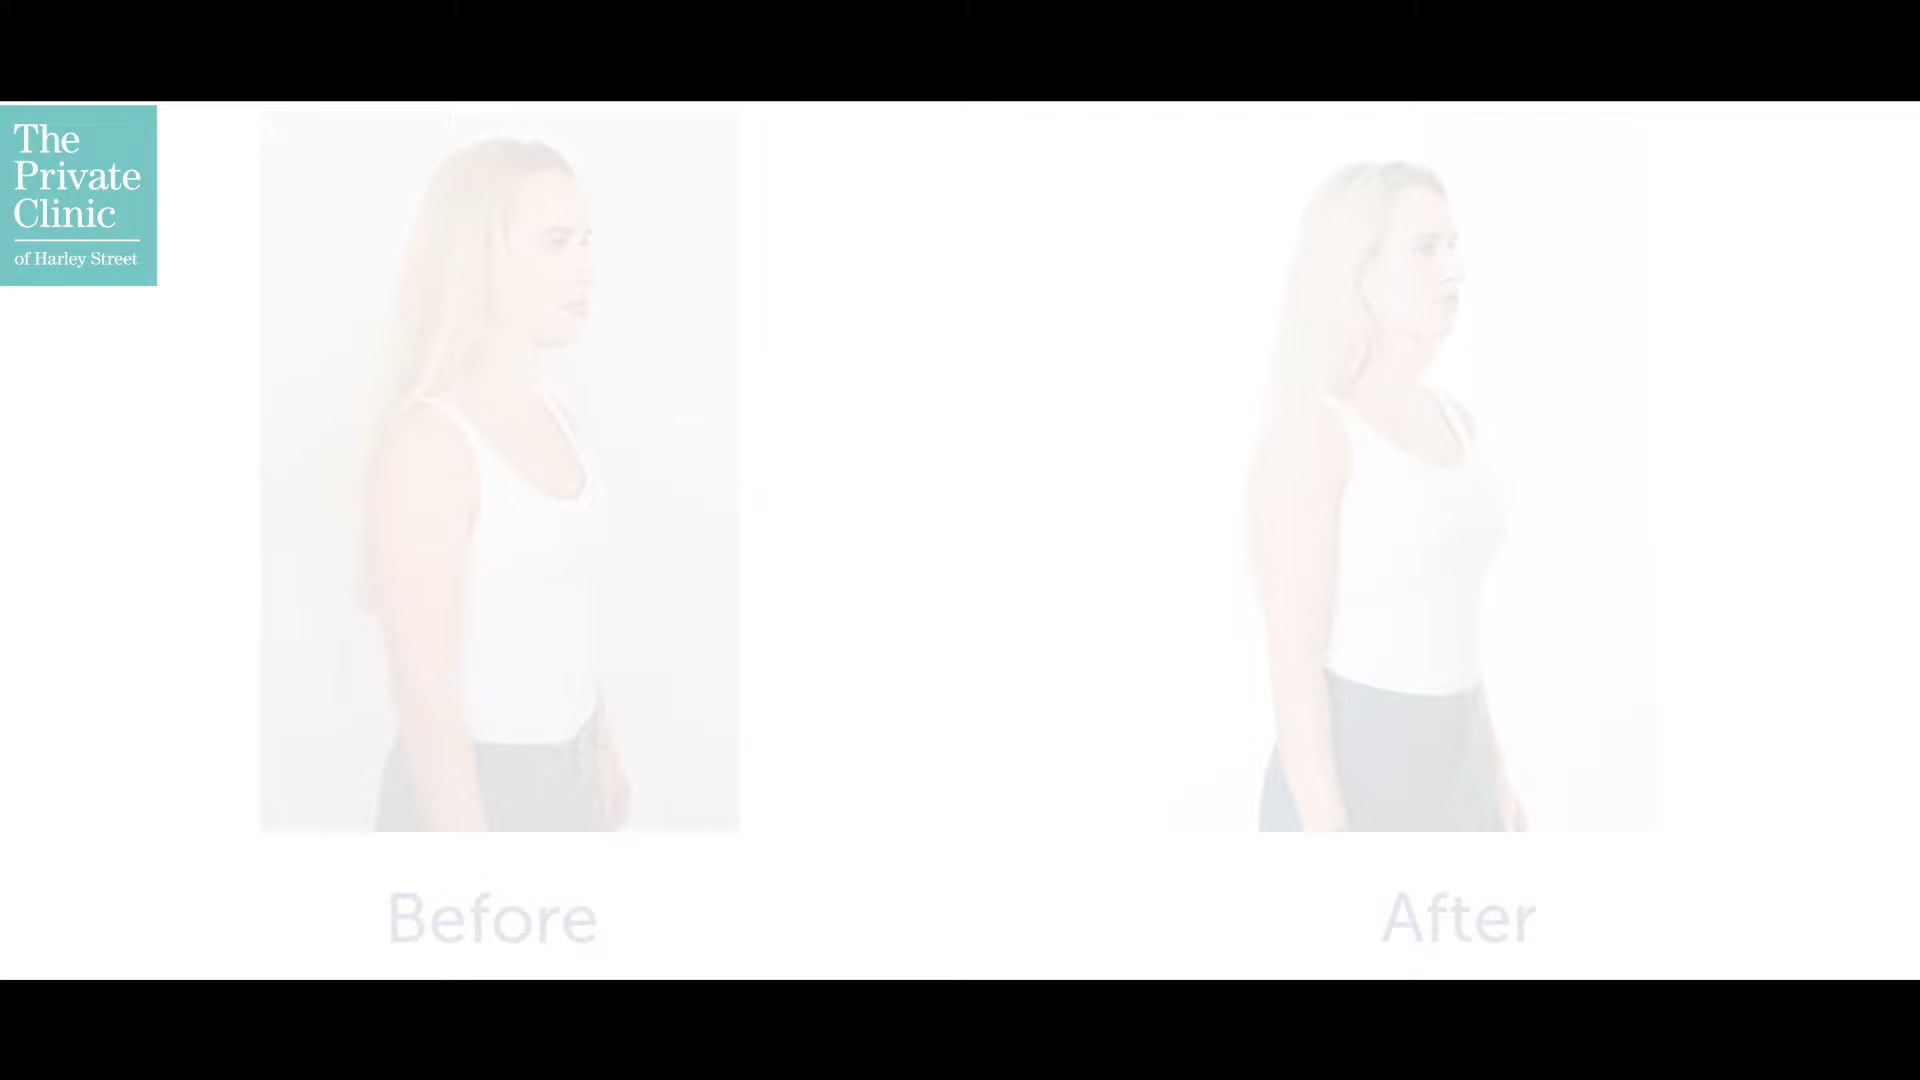 The
Private
Clinic
of Harley Street
Before
After